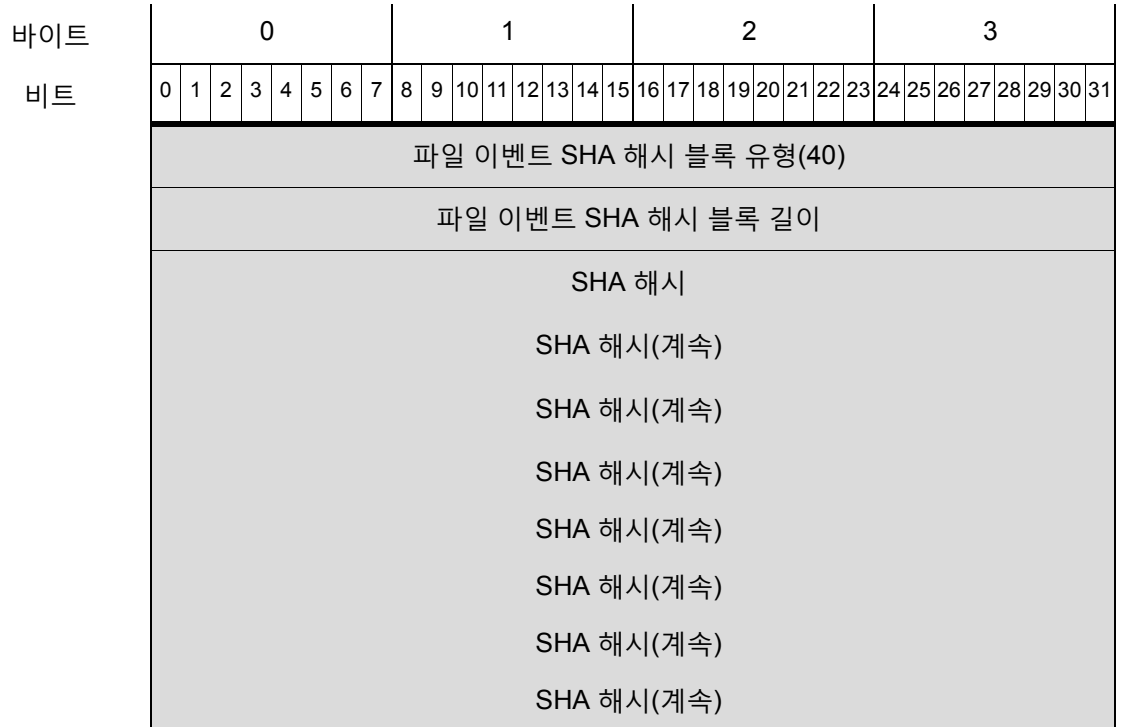 바이트 0 1 2 3
비트 0 1 2 3 4 5 6 7 8 9 10 11 12 13 14 15 16 17 18 19 20 21 22 23 24 25 26 27 28 29 30 31
파일 이벤트 SHA 해시 블록 유형(40)
파일 이벤트 SHA 해시 블록 길이
SHA 해시
SHA 해시(계속)
SHA 해시(계속)
SHA 해시(계속)
SHA 해시(계속)
SHA 해시(계속)
SHA 해시(계속)
SHA 해시(계속)